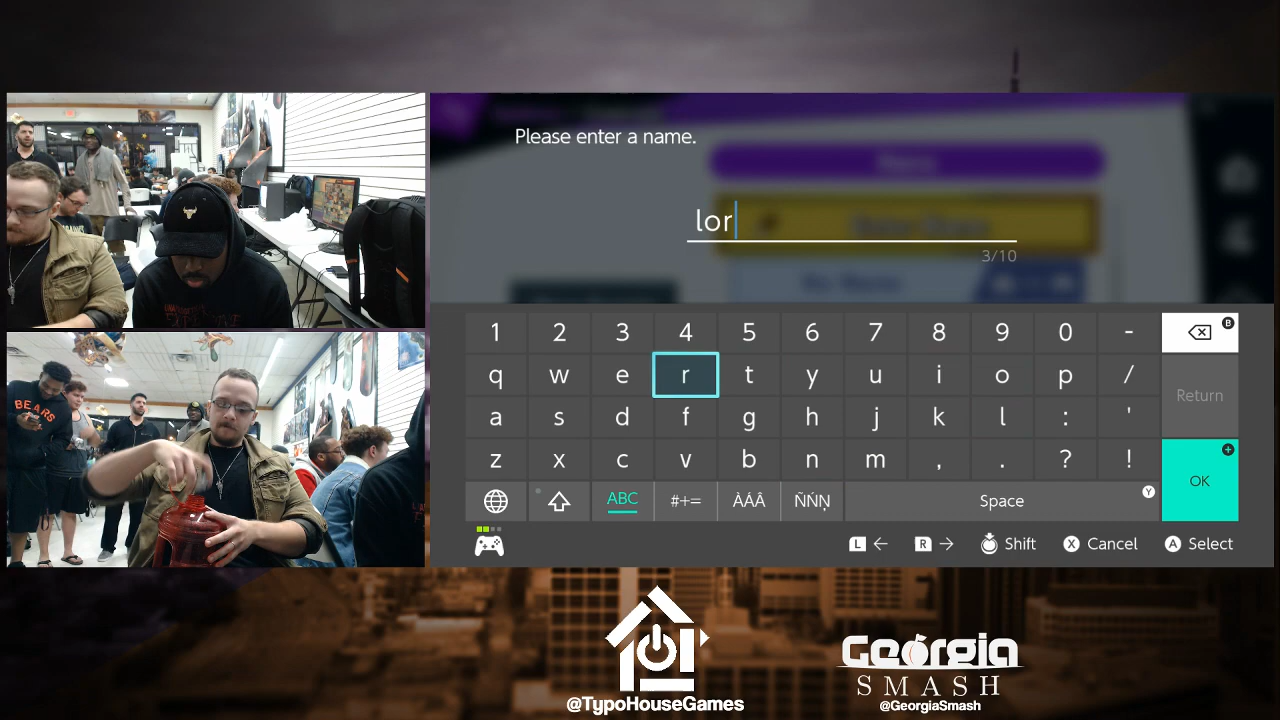 Please enter a name.
lor
3/10
1 2 3 4 5 6 7 8 9 0 -
q w e r t y u i o p /
a s d f g h j k l : '
z x c v b n m , . ? !
B
Return
+
OK
ABC #+= ÀÁÂ ÑŃŅ Space Y
L ← R → Shift X Cancel A Select
BEARS
@TypoHouseGames
Georgia
SMASH
@GeorgiaSmash